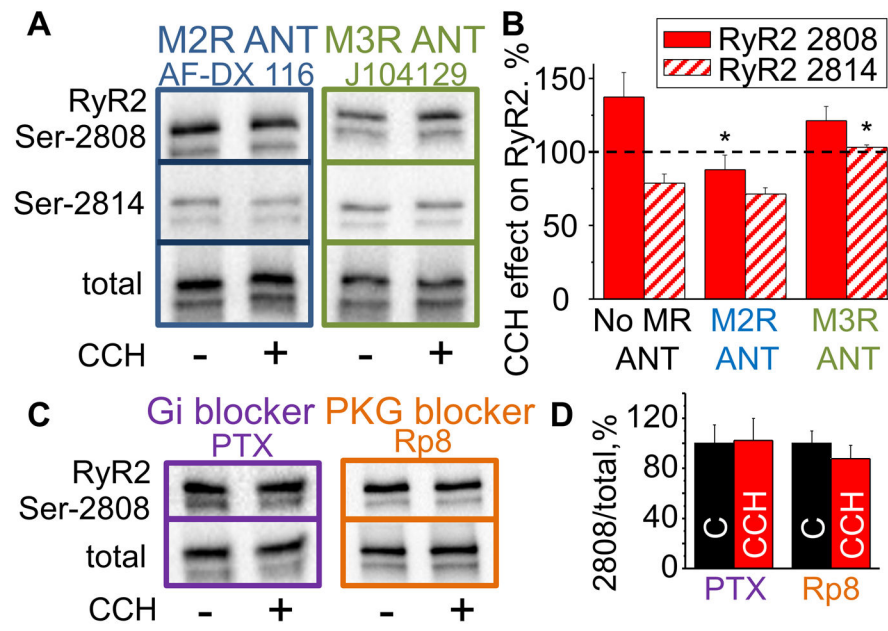 A
M2R ANT M3R ANT
AF-DX 116 J104129
RyR2
Ser-2808
Ser-2814
total
CCH - + - +
B
CCH effect on RyR2. %
RyR2 2808
RyR2 2814
150
100
50
0
* *
No MR M2R M3R
ANT ANT ANT
C
Gi blocker PKG blocker
PTX Rp8
RyR2
Ser-2808
total
CCH - + - +
D
2808/total,%
120
80
40
0
C CCH C CCH
PTX Rp8